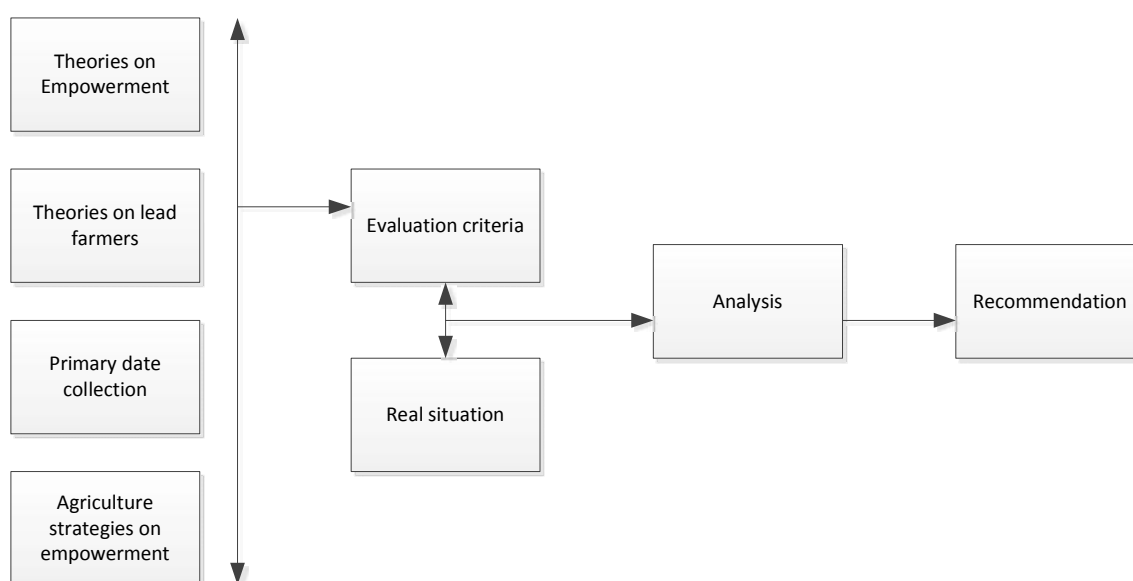 Theories on
Empowerment
Theories on lead
farmers
Primary date
collection
Agriculture
strategies on
empowerment
Evaluation criteria
Real situation
Analysis
Recommendation